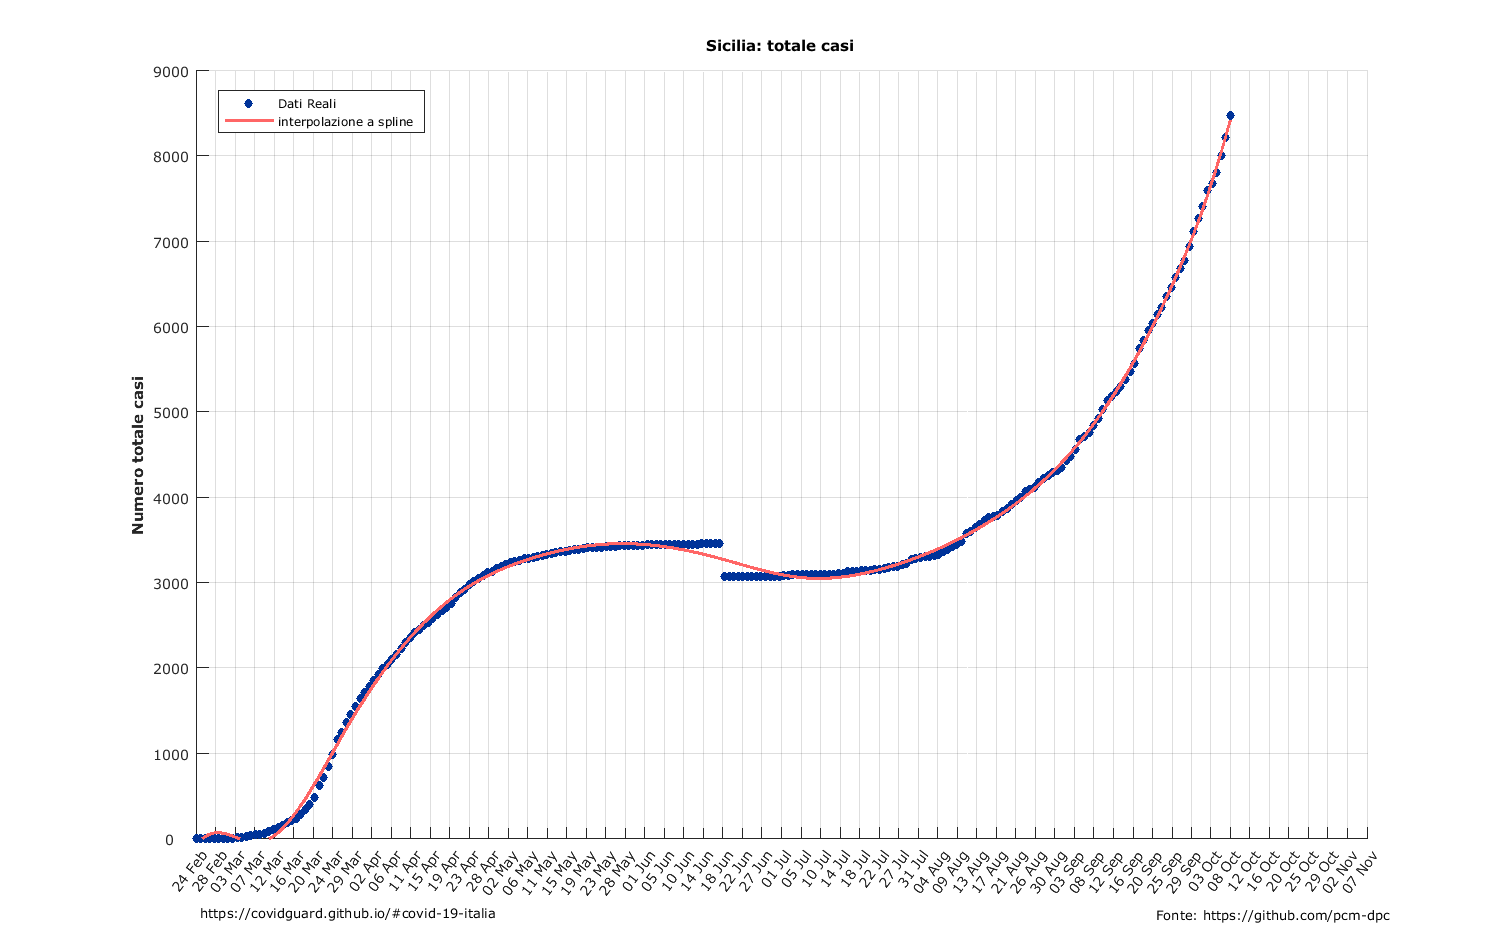 Sicilia: totale casi
Numero totale casi
9000
8000
7000
6000
5000
4000
3000
2000
1000
0
Dati Reali
interpolazione a spline
24 Feb
28 Feb
03 Mar
07 Mar
12 Mar
16 Mar
20 Mar
24 Mar
29 Mar
02 Apr
06 Apr
11 Apr
15 Apr
19 Apr
23 Apr
28 Apr
02 May
06 May
11 May
15 May
19 May
23 May
28 May
01 Jun
05 Jun
10 Jun
14 Jun
18 Jun
22 Jun
27 Jun
01 Jul
05 Jul
10 Jul
14 Jul
18 Jul
22 Jul
27 Jul
31 Jul
04 Aug
09 Aug
13 Aug
17 Aug
21 Aug
26 Aug
30 Aug
03 Sep
08 Sep
12 Sep
16 Sep
20 Sep
25 Sep
29 Sep
03 Oct
08 Oct
12 Oct
16 Oct
20 Oct
25 Oct
29 Oct
02 Nov
07 Nov
https://covidguard.github.io/#covid-19-italia
Fonte: https://github.com/pcm-dpc